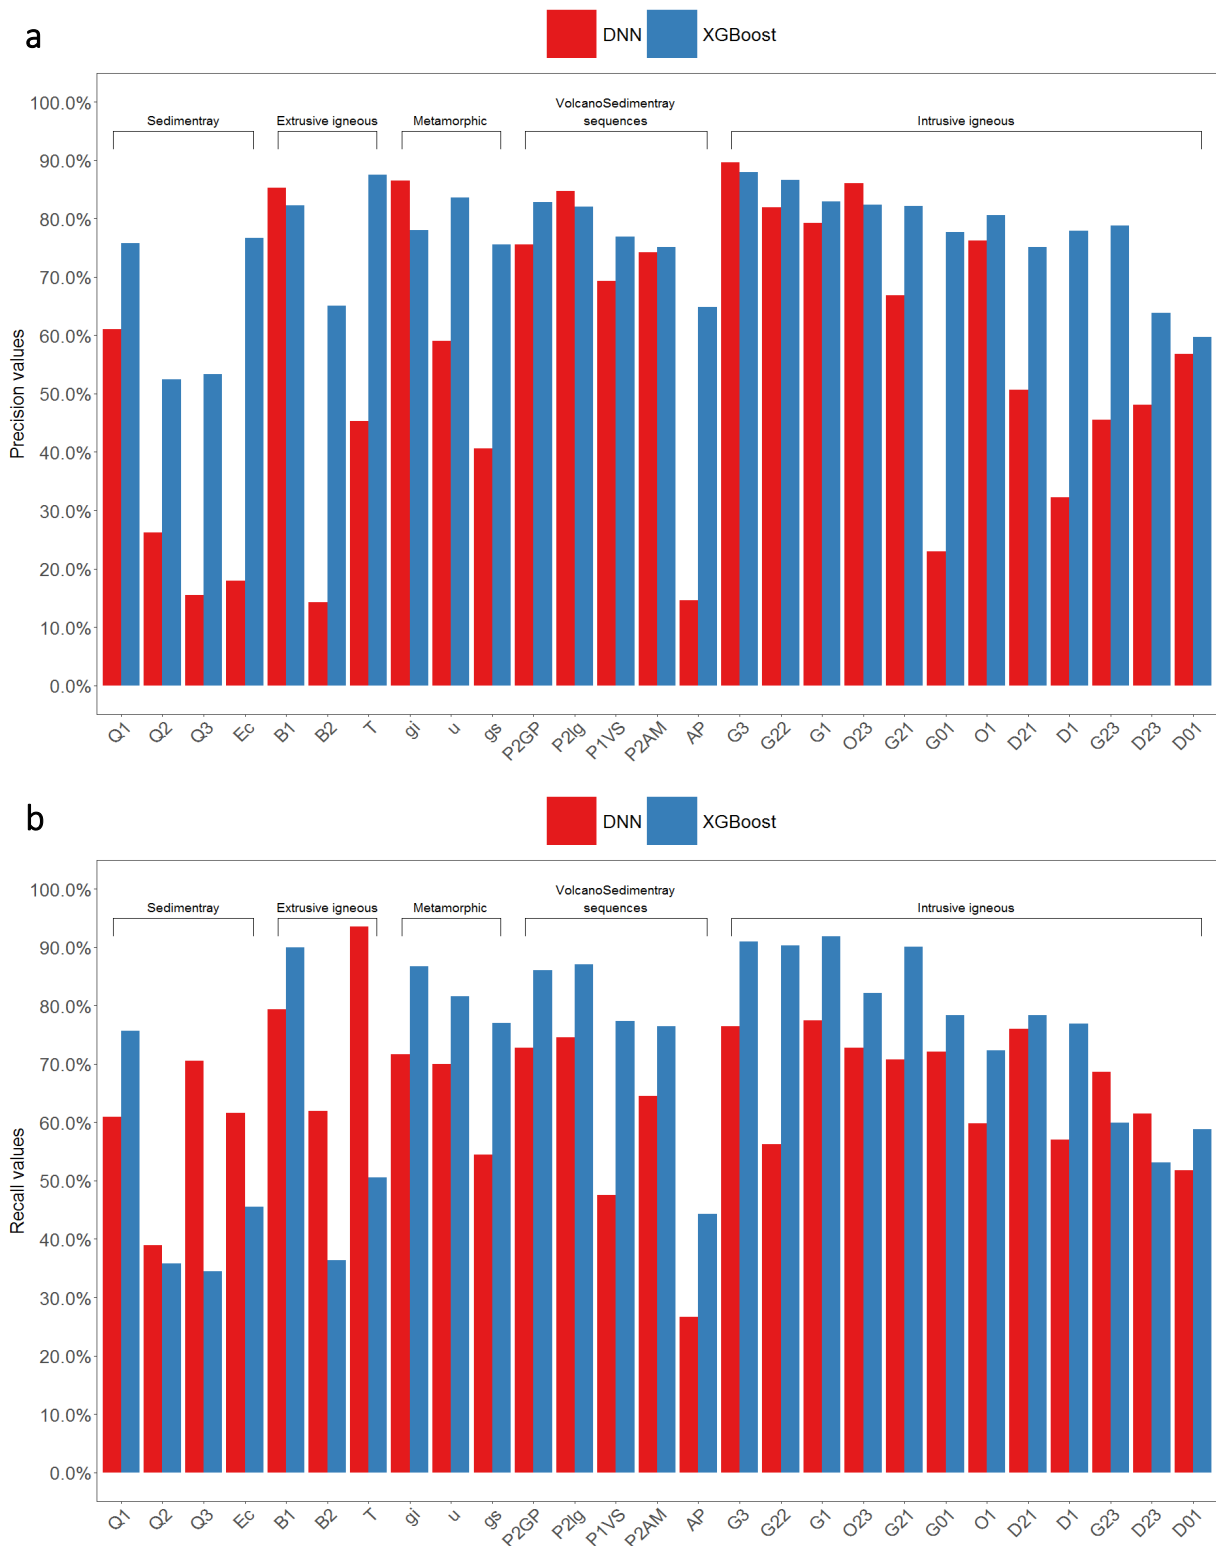 a
DNN XGBoost
VolcanoSedimentray
Sedimentray Extrusive igneous Metamorphic sequences Intrusive igneous
100.0%
90.0%
80.0%
70.0%
60.0%
50.0%
40.0%
30.0%
20.0%
10.0%
0.0%
Precision values
Q1 Q2 Q3 Ec B1 B2 T gi u gs P2GP P2Ig P1VS P2AM AP G3 G22 G1 O23 G21 G01 O1 D21 D1 G23 D23 D01
b
DNN XGBoost
VolcanoSedimentray
Sedimentray Extrusive igneous Metamorphic sequences Intrusive igneous
100.0%
90.0%
80.0%
70.0%
60.0%
50.0%
40.0%
30.0%
20.0%
10.0%
0.0%
Recall values
Q1 Q2 Q3 Ec B1 B2 T gi u gs P2GP P2Ig P1VS P2AM AP G3 G22 G1 O23 G21 G01 O1 D21 D1 G23 D23 D01